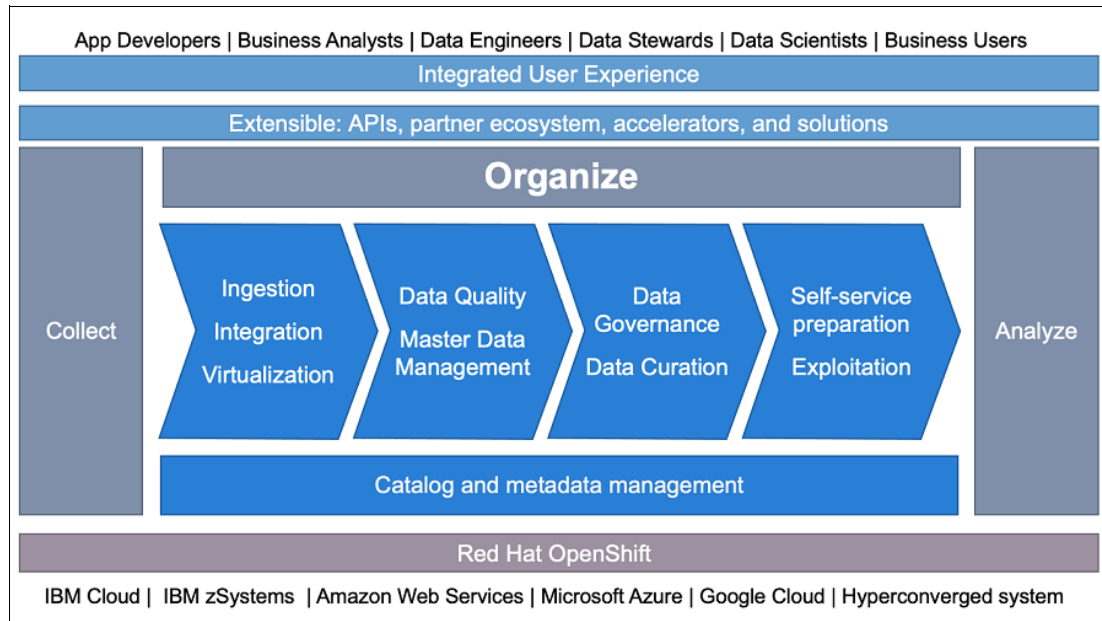 App Developers | Business Analysts | Data Engineers | Data Stewards | Data Scientists | Business Users
Integrated User Experience
Extensible: APIs, partner ecosystem, accelerators, and solutions
Collect
Organize
Ingestion
Integration
Virtualization
Data Quality
Master Data
Management
Data
Governance
Data Curation
Self-service
preparation
Exploitation
Analyze
Catalog and metadata management
Red Hat OpenShift
IBM Cloud | IBM zSystems | Amazon Web Services | Microsoft Azure | Google Cloud | Hyperconverged system